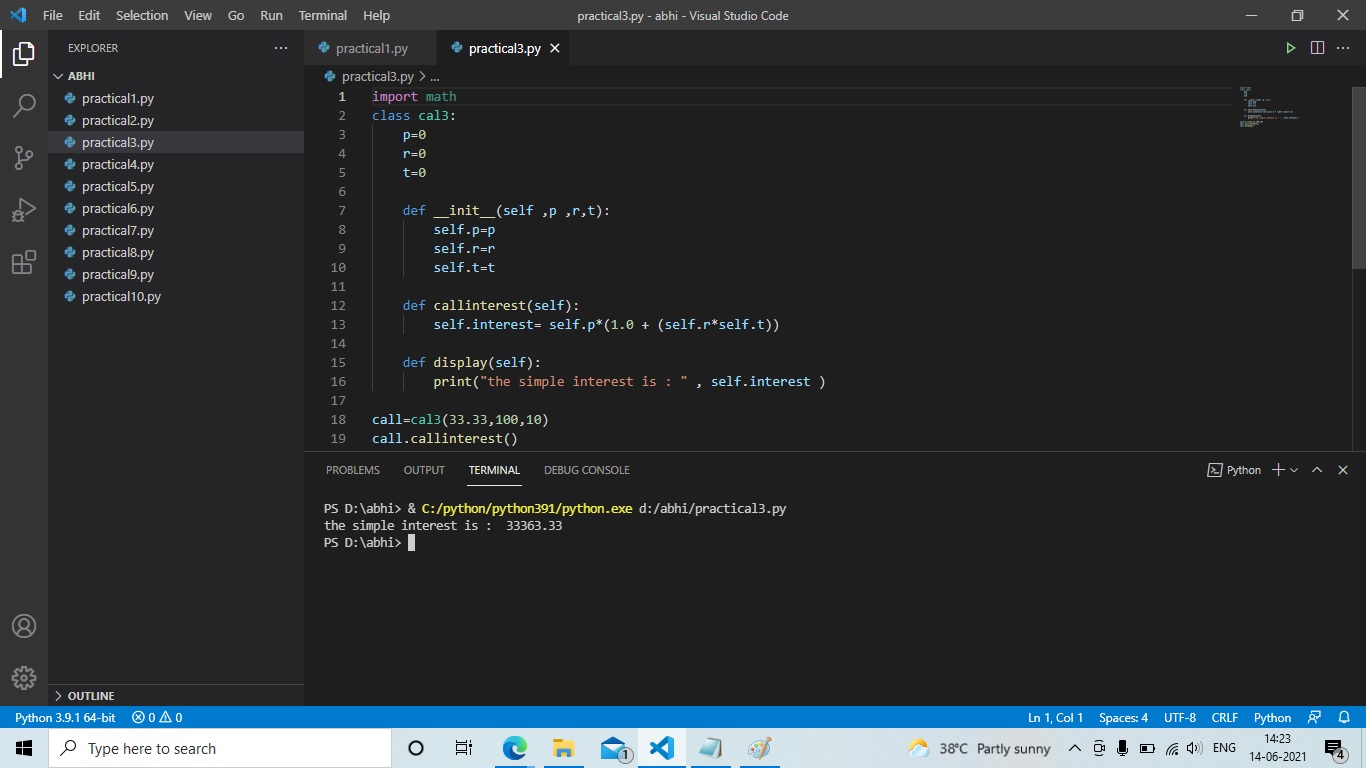 File Edit Selection View Go Run Terminal Help practical3.py - abhi - Visual Studio Code
EXPLORER
ABHI
practical1.py
practical2.py
practical3.py
practical4.py
practical5.py
practical6.py
practical7.py
practical8.py
practical9.py
practical10.py
OUTLINE
practical1.py practical3.py
practical3.py > ...
1 import math
2 class cal3:
3 p=0
4 r=0
5 t=0
6
7 def __init__(self ,p ,r,t):
8 self.p=p
9 self.r=r
10 self.t=t
11
12 def callinterest(self):
13 self.interest= self.p*(1.0 + (self.r*self.t))
14
15 def display(self):
16 print("the simple interest is : " , self.interest )
17
18 call=cal3(33.33,100,10)
19 call.callinterest()
PROBLEMS OUTPUT TERMINAL DEBUG CONSOLE Python
PS D:\abhi> & C:/python/python391/python.exe d:/abhi/practical3.py
the simple interest is :  33363.33
PS D:\abhi>
Python 3.9.1 64-bit 0 0 Ln 1, Col 1 Spaces: 4 UTF-8 CRLF Python
Type here to search 1 38°C Partly sunny ENG 14:23 4
14-06-2021